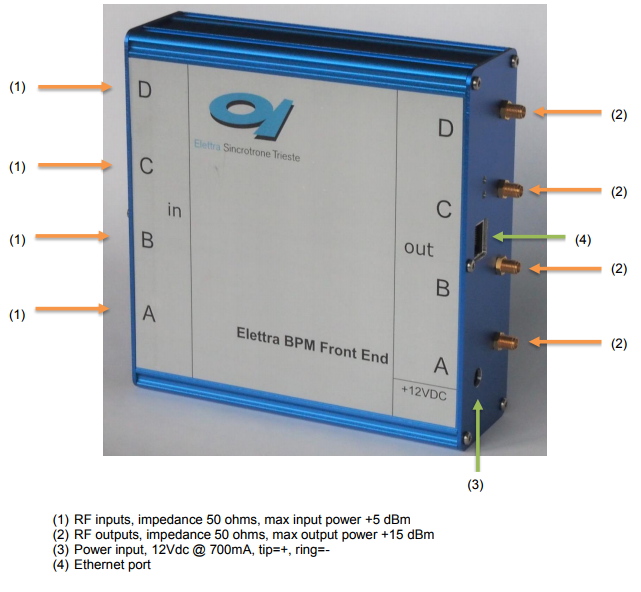 (1)
D
D
(2)
Elettra Sincrotrone Trieste
(1)
C
(2)
in
C
(1)
B
out
(4)
B
(2)
(1)
A
Elettra BPM Front End
A
(2)
+12VDC
(3)
(1) RF inputs, impedance 50 ohms, max input power +5 dBm
(2) RF outputs, impedance 50 ohms, max output power +15 dBm
(3) Power input, 12Vdc @ 700mA, tip=+, ring=-
(4) Ethernet port